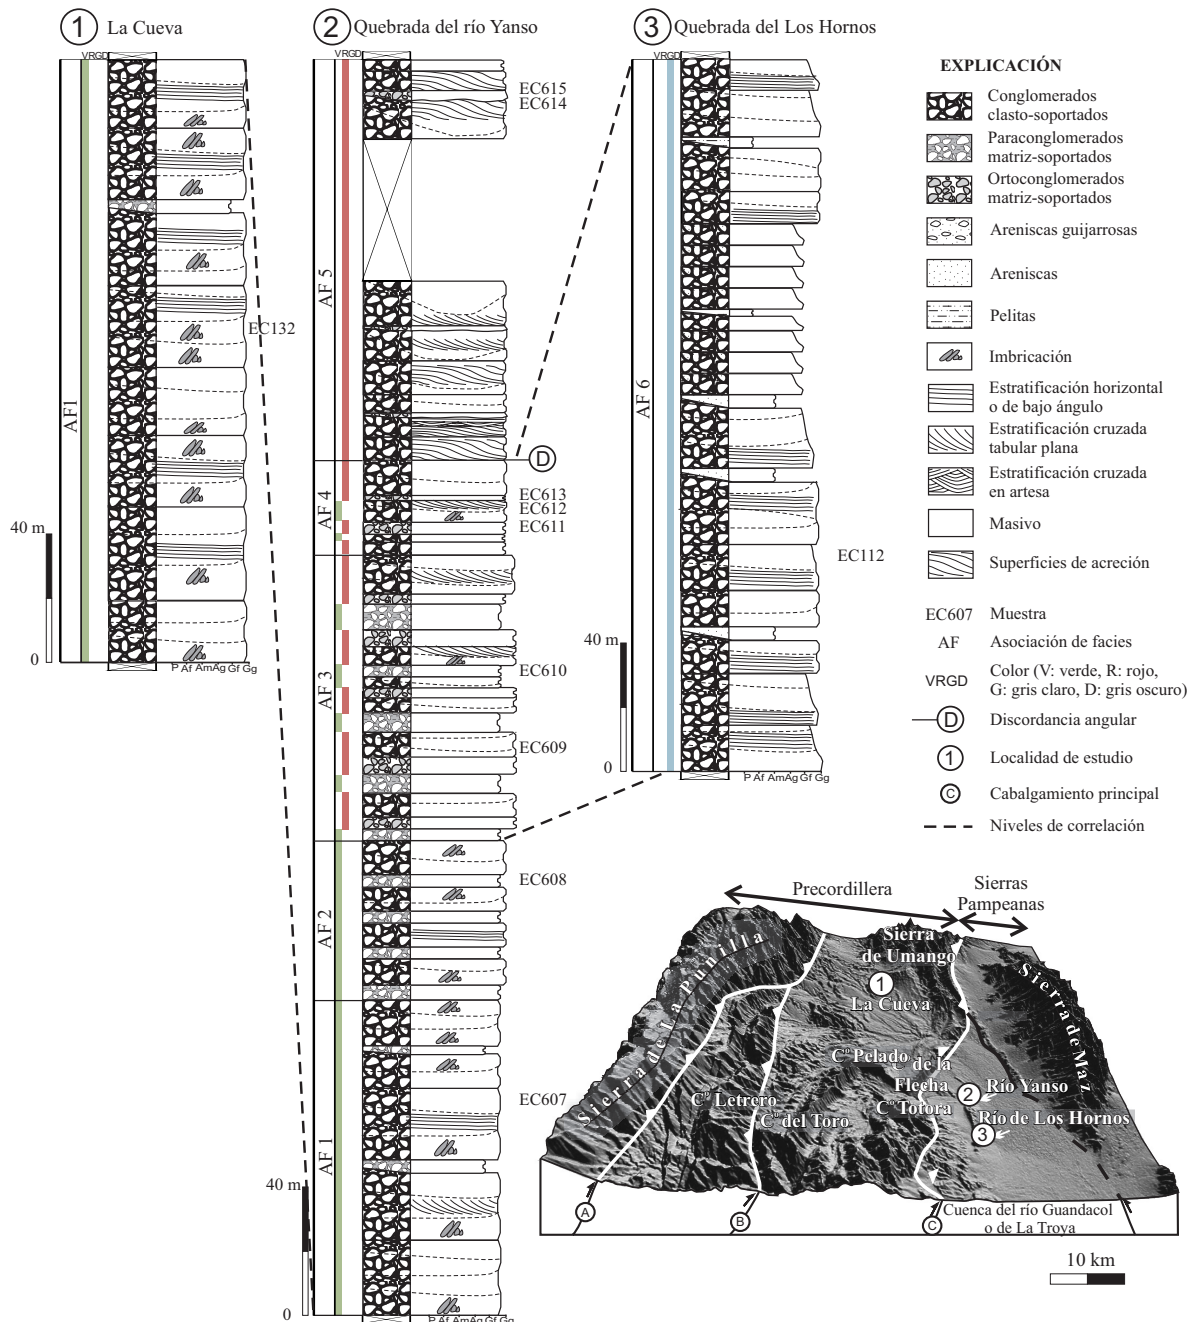 1 La Cueva
VRGD
EC132
AF1
40 m
0
P Af Am Ag Gf Gg
2 Quebrada del río Yanso
VRGD
EC615
EC614
AF 5
D
EC613
EC612
EC611
AF 4
EC610
AF 3
EC609
EC608
AF 2
EC607
AF 1
40 m
0
P Af Am Ag Gf Gg
3 Quebrada del Los Hornos
VRGD
AF 6
EC112
40 m
0
P Af Am Ag Gf Gg
EXPLICACIÓN
Conglomerados
clasto-soportados
Paraconglomerados
matriz-soportados
Ortoconglomerados
matriz-soportados
Areniscas guijarrosas
Areniscas
Pelitas
Imbricación
Estratificación horizontal
o de bajo ángulo
Estratificación cruzada
tabular plana
Estratificación cruzada
en artesa
Masivo
Superficies de acreción
EC607 Muestra
AF Asociación de facies
VRGD Color (V: verde, R: rojo,
G: gris claro, D: gris oscuro)
D Discordancia angular
1 Localidad de estudio
C Cabalgamiento principal
Niveles de correlación
Precordillera
Sierras
Pampeanas
Sierra de La Punilla
Sierra
de Umango
1
La Cueva
Sierra de Maz
Cº Pelado
Cº de la
Flecha
Cº Totora
Cº Letrero
Cº del Toro
2 Río Yanso
Río de Los Hornos
3
A
B
C
Cuenca del río Guandacol
o de La Troya
10 km